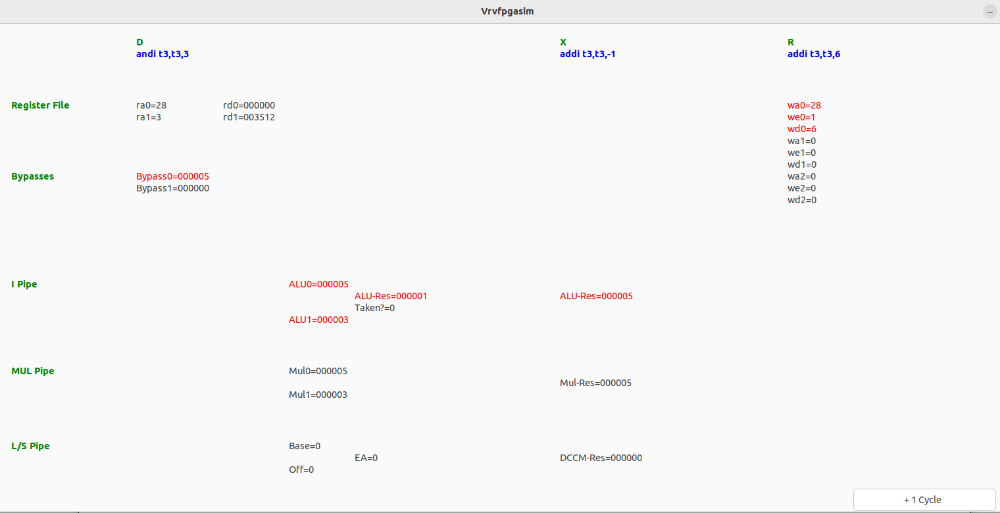 Vrvfpgasim
D X R
andi t3,t3,3 addi t3,t3,-1 addi t3,t3,6
Register File ra0=28 rd0=000000 wa0=28
ra1=3 rd1=003512 we0=1
wd0=6
wa1=0
we1=0
wd1=0
Bypasses Bypass0=000005 wa2=0
Bypass1=000000 we2=0
wd2=0
I Pipe ALU0=000005
ALU-Res=000001 ALU-Res=000005
Taken?=0
ALU1=000003
MUL Pipe Mul0=000005
Mul-Res=000005
Mul1=000003
L/S Pipe Base=0
EA=0 DCCM-Res=000000
Off=0
+ 1 Cycle